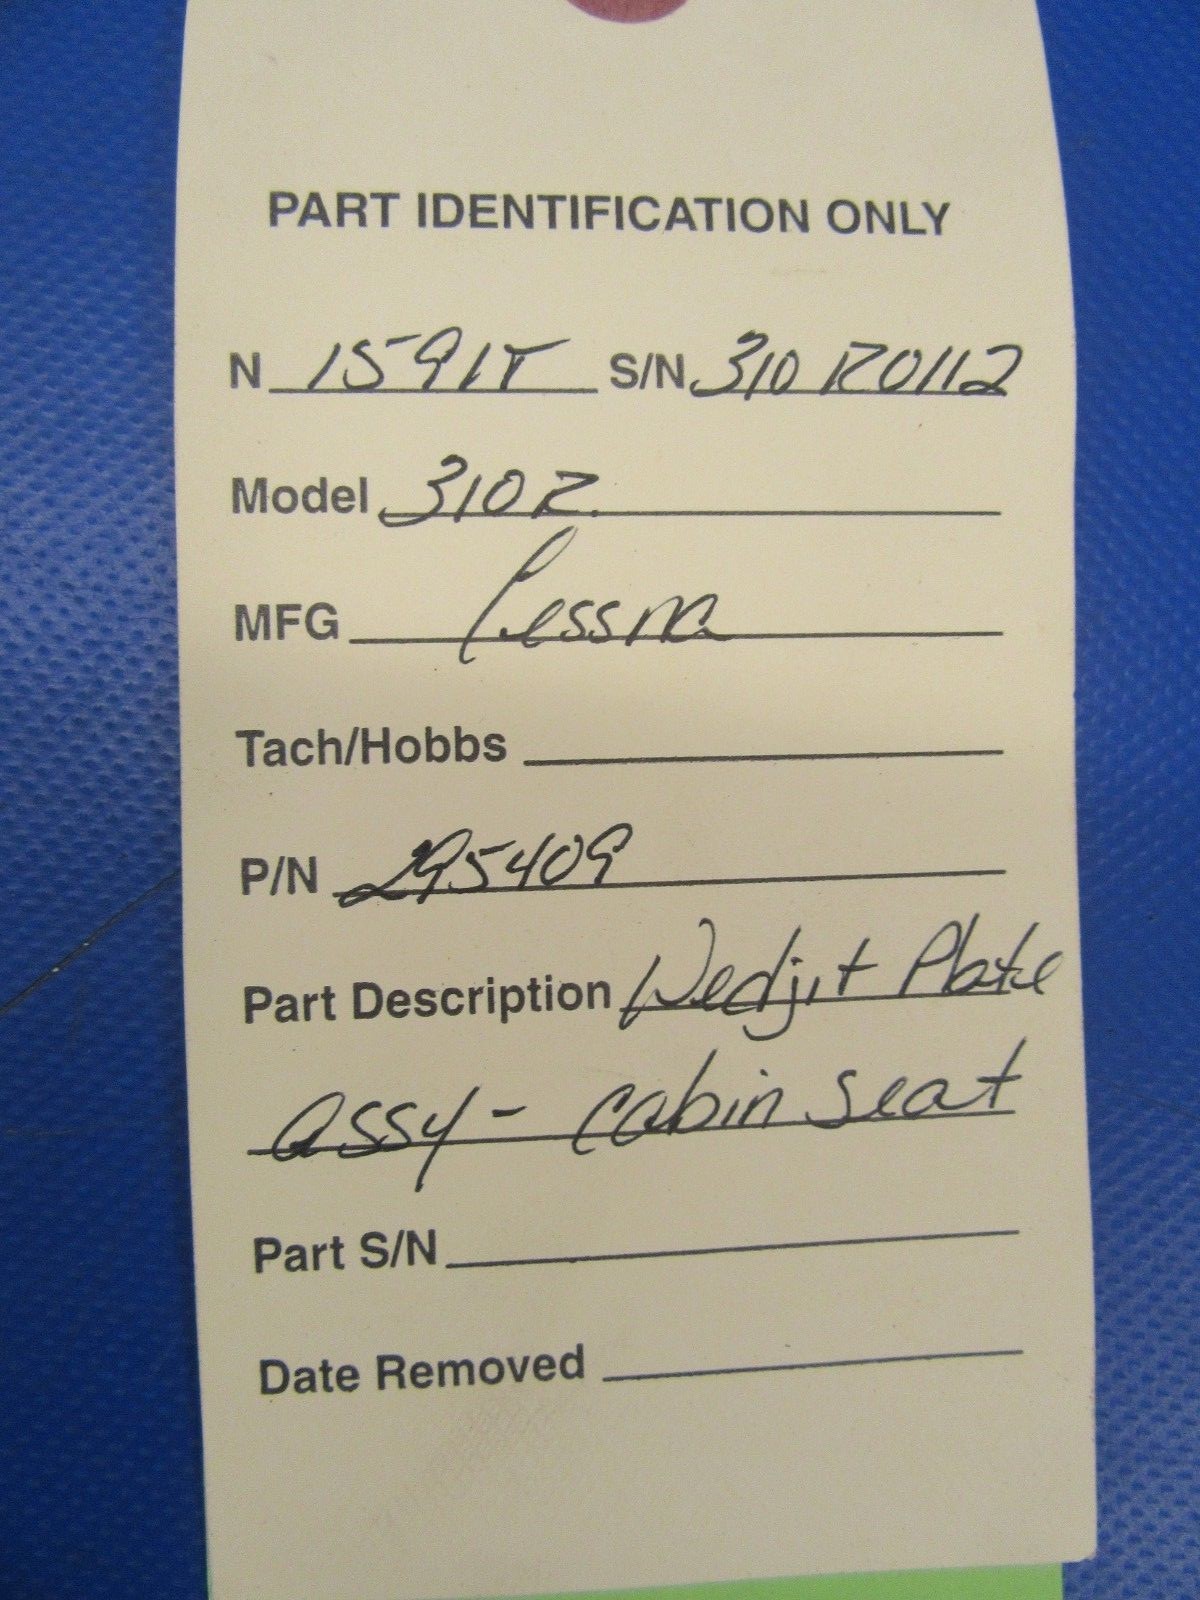 PART IDENTIFICATION ONLY
N 1591T S/N 310R0112
Model 310R
MFG Cessna
Tach/Hobbs
P/N 295409
Part Description Wedjit Plate
assy - cabin seat
Part S/N
Date Removed